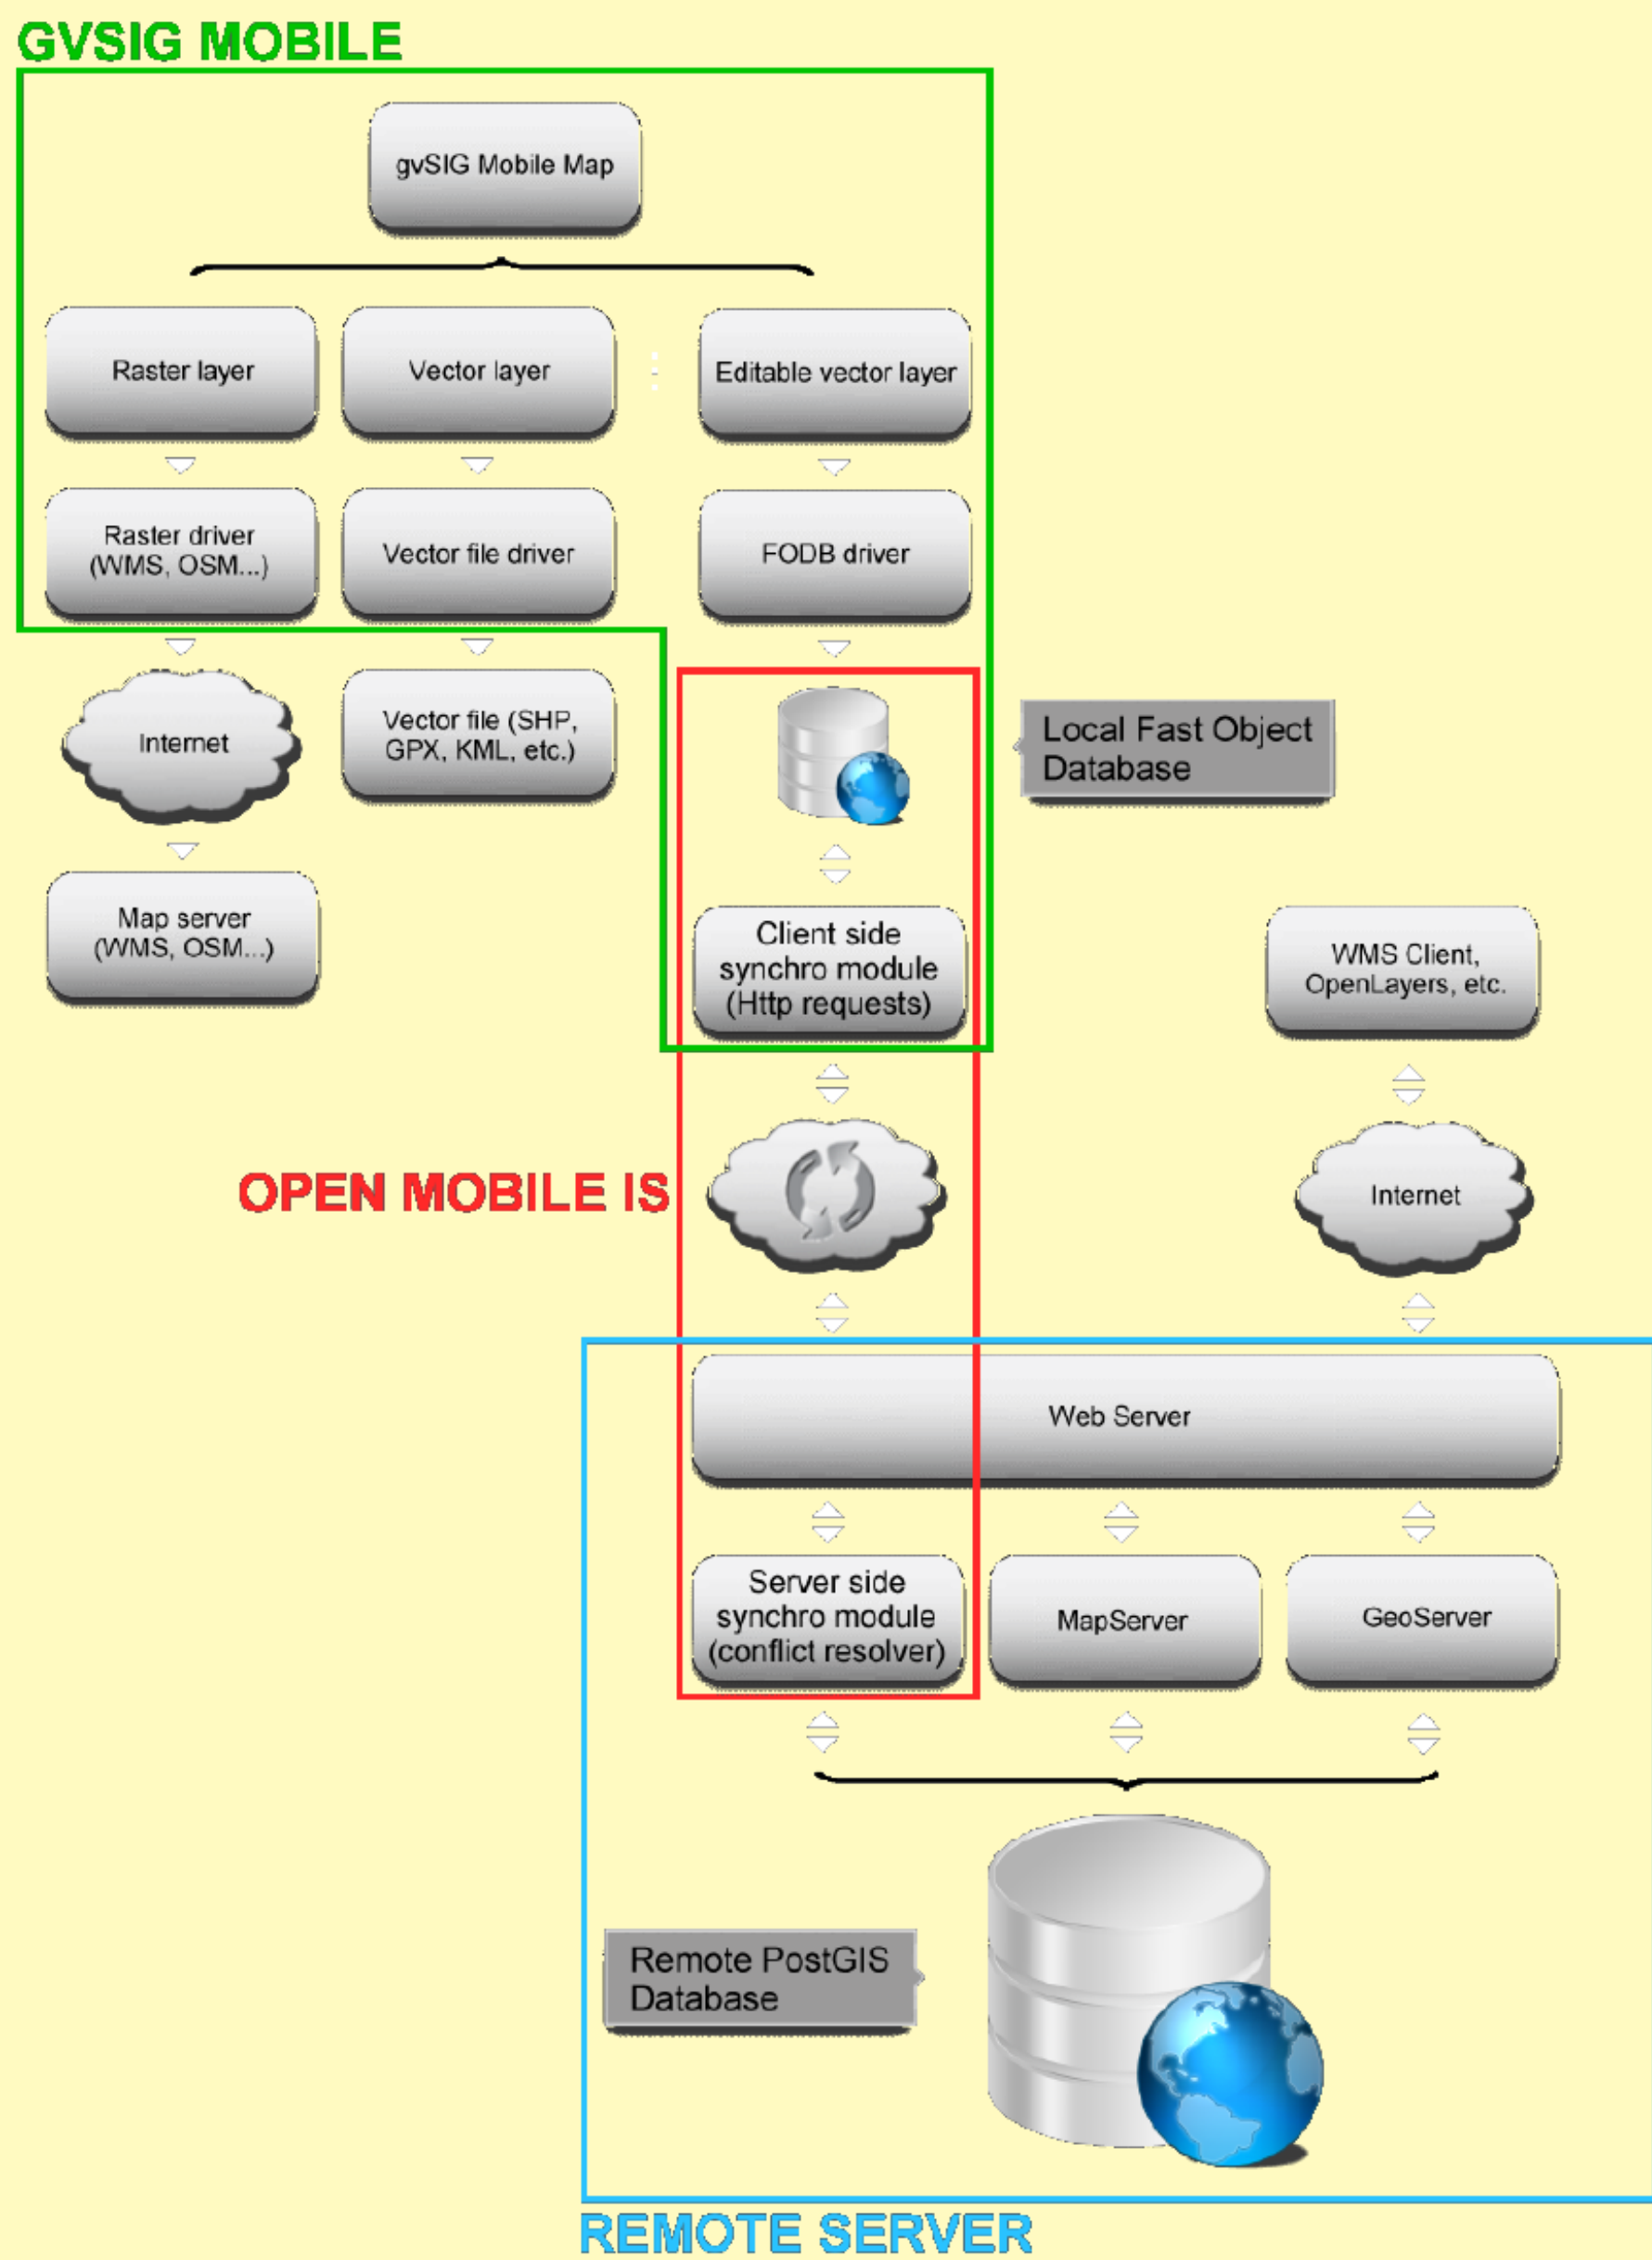 GVSIG MOBILE
gvSIG Mobile Map
Raster layer
Vector layer
Editable vector layer
Raster driver
(WMS, OSM...)
Vector file driver
FODB driver
Internet
Vector file (SHP,
GPX, KML, etc.)
Local Fast Object
Database
Map server
(WMS, OSM...)
Client side
synchro module
(Http requests)
WMS Client,
OpenLayers, etc.
OPEN MOBILE IS
Internet
Web Server
Server side
synchro module
(conflict resolver)
MapServer
GeoServer
Remote PostGIS
Database
REMOTE SERVER